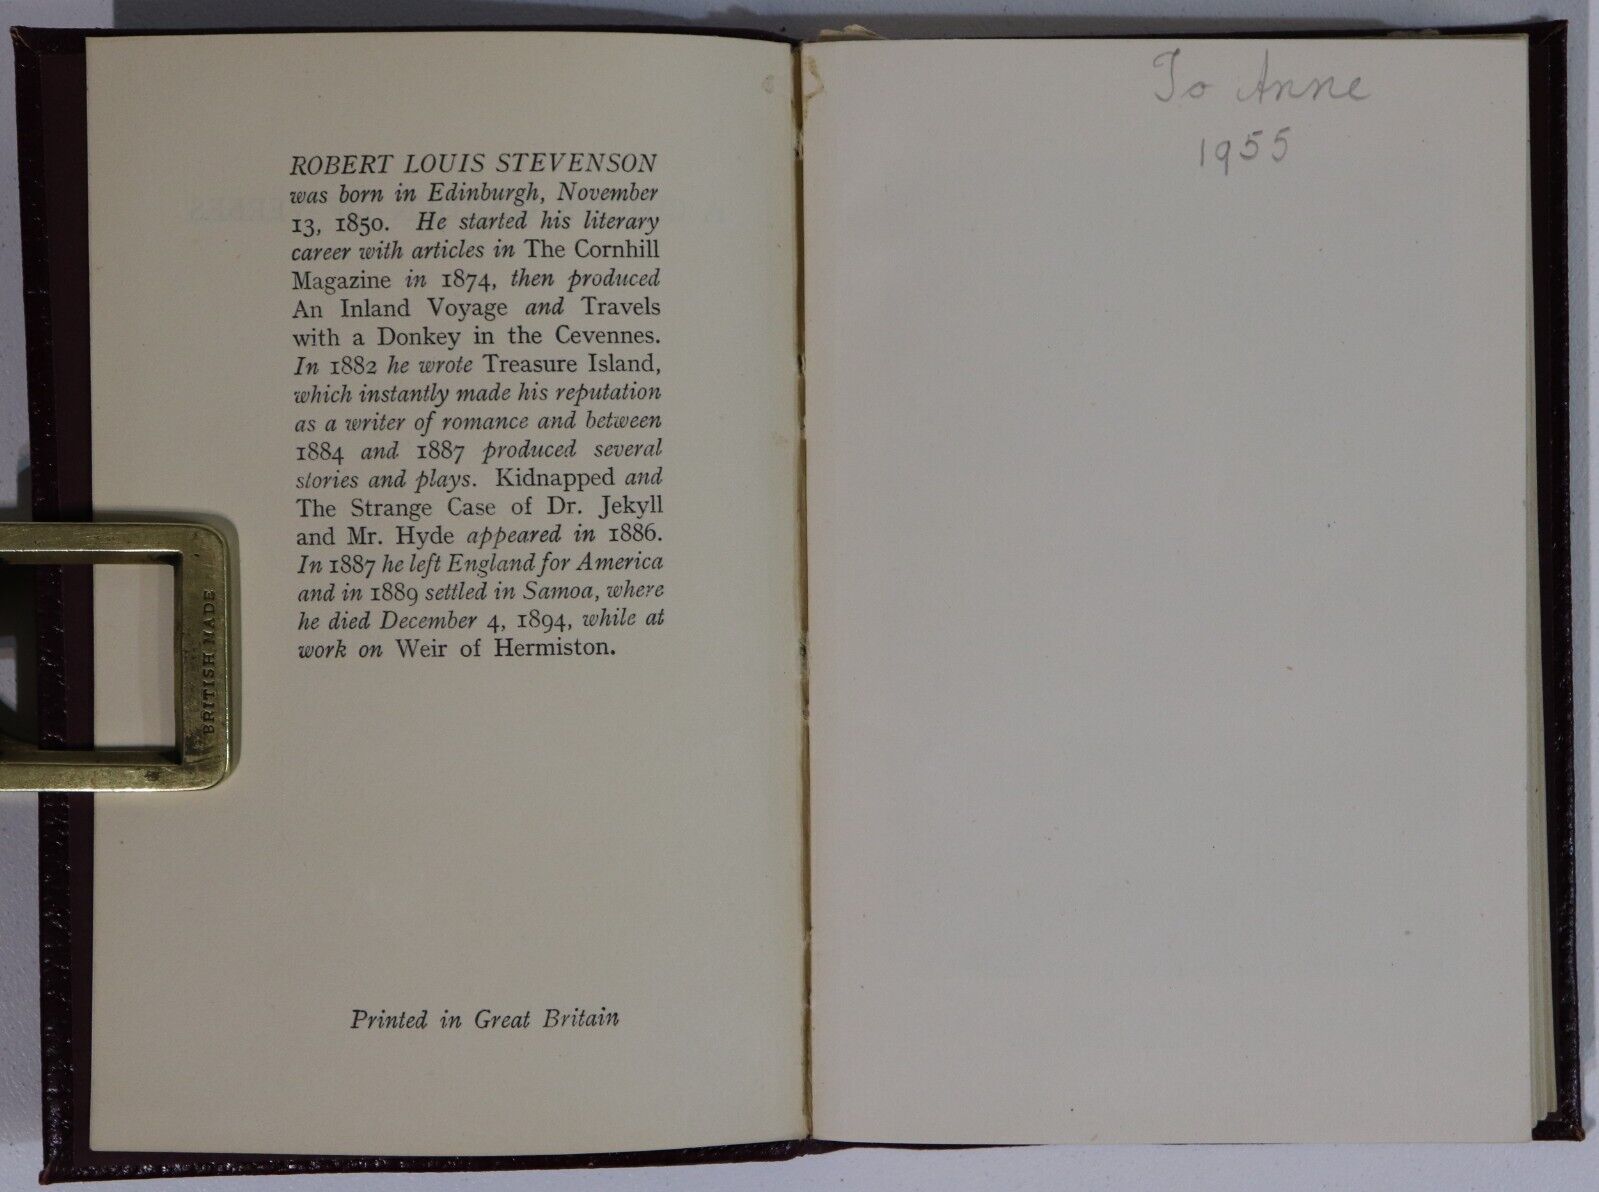 ROBERT LOUIS STEVENSON
was born in Edinburgh, November
13, 1850. He started his literary
career with articles in The Cornhill
Magazine in 1874, then produced
An Inland Voyage and Travels
with a Donkey in the Cevennes.
In 1882 he wrote Treasure Island,
which instantly made his reputation
as a writer of romance and between
1884 and 1887 produced several
stories and plays. Kidnapped and
The Strange Case of Dr. Jekyll
and Mr. Hyde appeared in 1886.
In 1887 he left England for America
and in 1889 settled in Samoa, where
he died December 4, 1894, while at
work on Weir of Hermiston.
Printed in Great Britain
BRITISH MADE
To Anne
1955